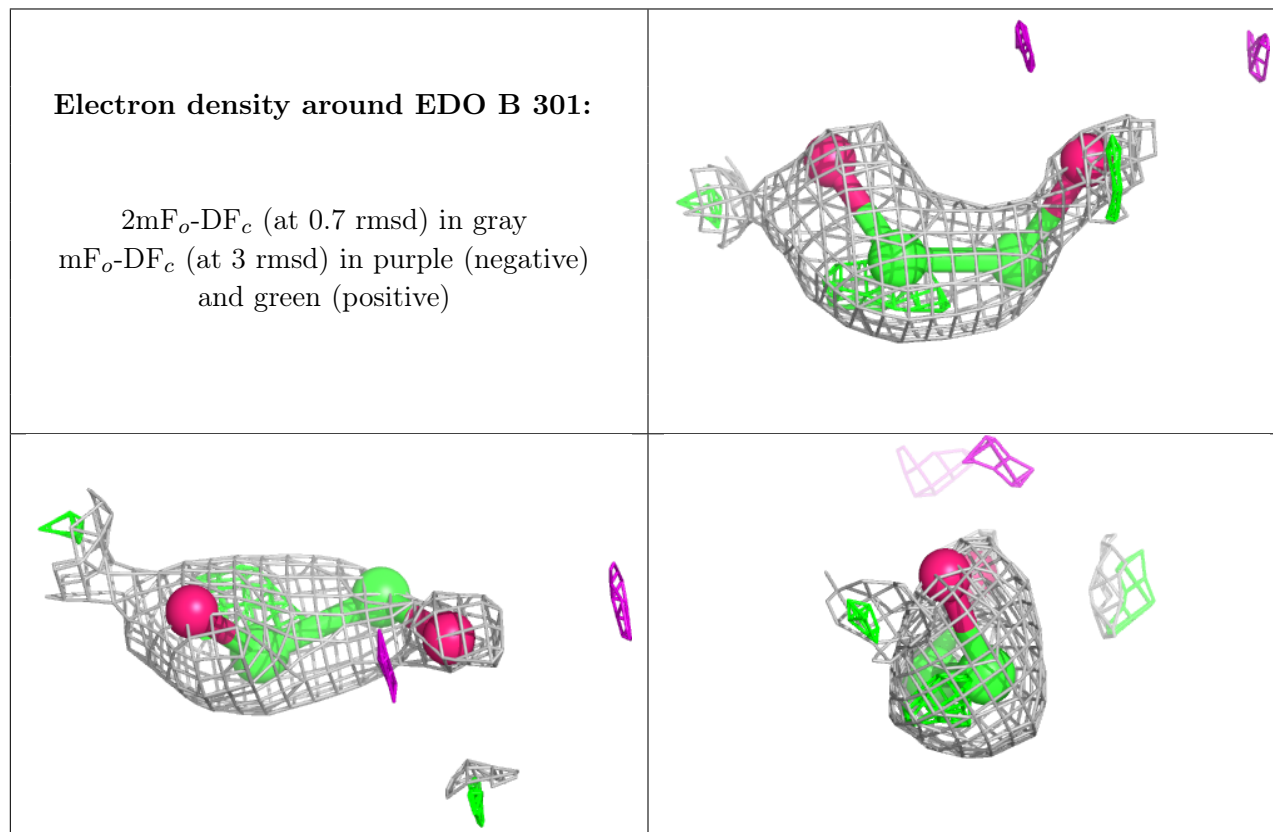 Electron density around EDO B 301:
2mFo-DFc (at 0.7 rmsd) in gray
mFo-DFc (at 3 rmsd) in purple (negative)
and green (positive)